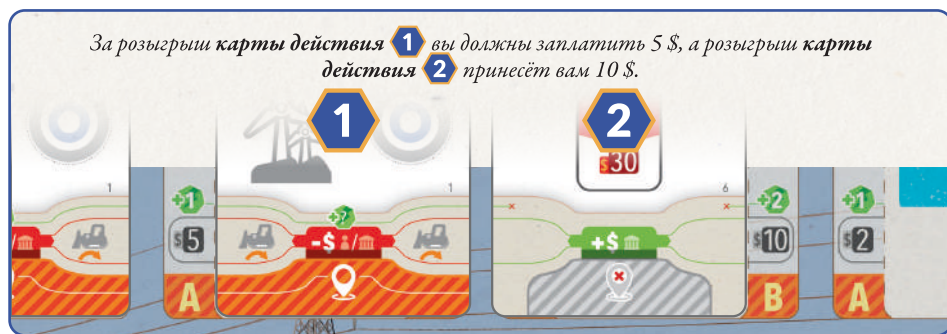 За розыгрыш карты действия 1 вы должны заплатить 5 $, а розыгрыш карты
действия 2 принесёт вам 10 $.
1 2
$30
1 1 6
+1 +? +2 +1
$5 -$ / +$ $10 $2
A B A